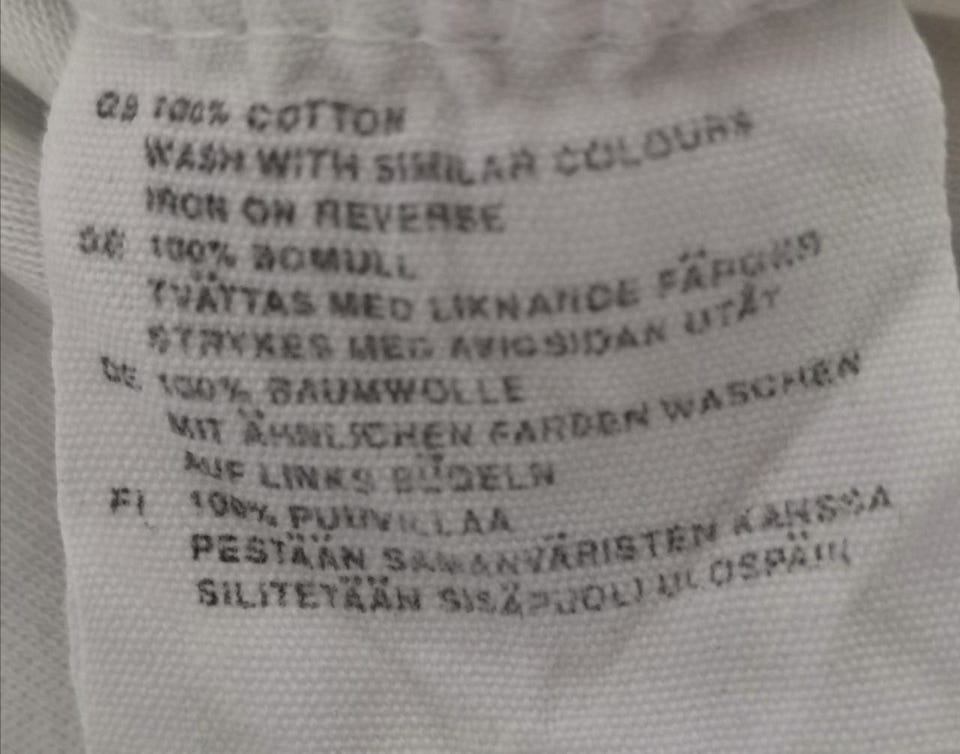 GB 100% COTTON
WASH WITH SIMILAR COLOURS
IRON ON REVERSE
SE 100% BOMULL
TVÄTTAS MED LIKNANDE FÄRGER
STRYKES MED AVIGSIDAN UTÅT
DE 100% BAUMWOLLE
MIT ÄHNLICHEN FARBEN WASCHEN
AUF LINKS BÜGELN
FI 100% PUUVILLAA
PESTÄÄN SAMANVÄRISTEN KANSSA
SILITETÄÄN SISÄPUOLI ULOSPÄIN